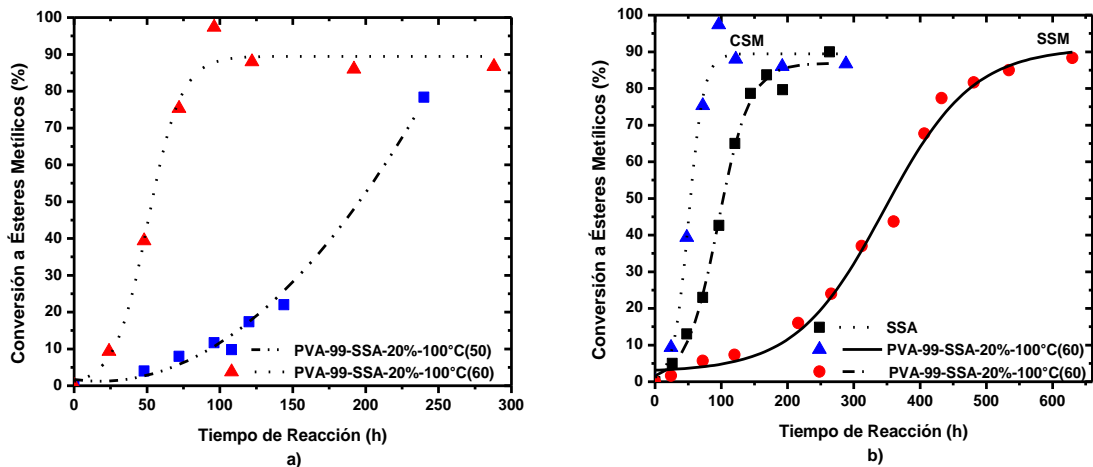 Conversión a Ésteres Metílicos (%)
100
90
80
70
60
50
40
30
20
10
0
PVA-99-SSA-20%-100°C(50)
PVA-99-SSA-20%-100°C(60)
0 50 100 150 200 250 300
Tiempo de Reacción (h)
a)
Conversión a Ésteres Metílicos (%)
100
90
80
70
60
50
40
30
20
10
0
CSM
SSM
SSA
PVA-99-SSA-20%-100°C(60)
PVA-99-SSA-20%-100°C(60)
0 100 200 300 400 500 600
Tiempo de Reacción (h)
b)